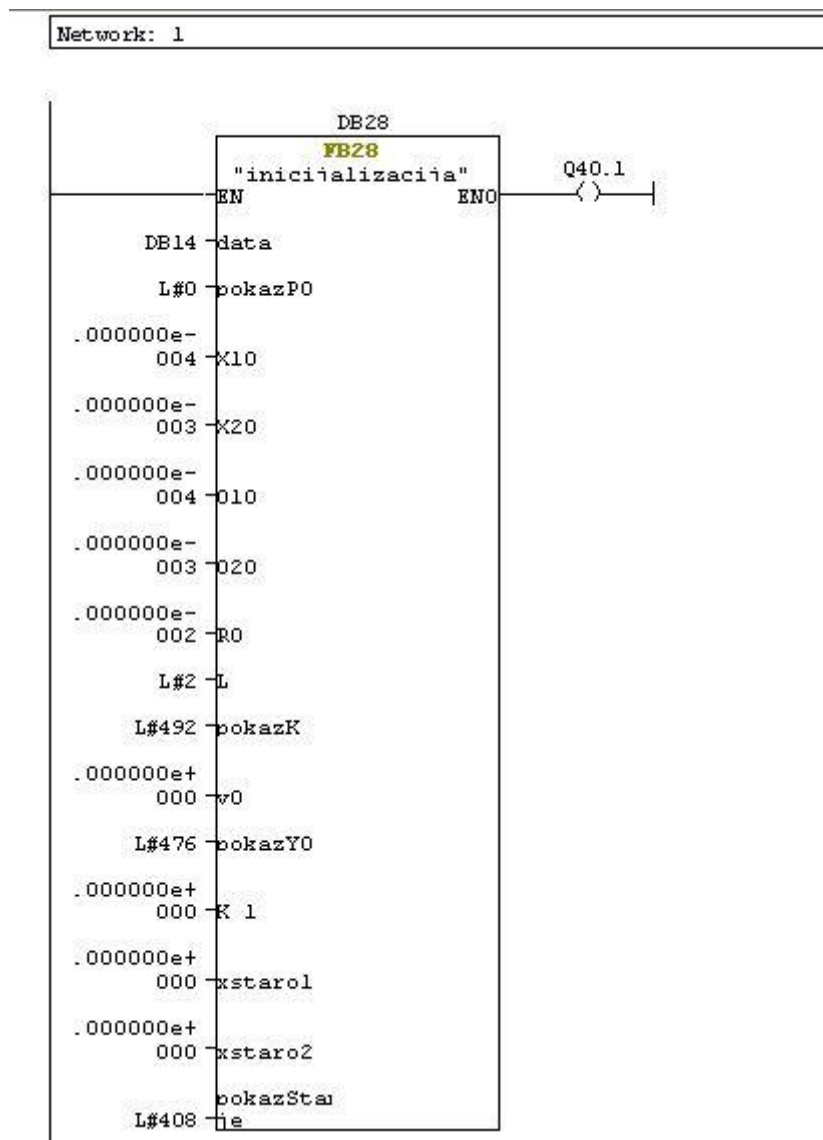 Network: 1
DB28
FB28
"inicijalizacija"
Q40.1
EN ENO
( )
DB14 data
L#0 pokazP0
.000000e-
004 X10
.000000e-
003 X20
.000000e-
004 O10
.000000e-
003 O20
.000000e-
002 R0
L#2 L
L#492 pokazK
.000000e+
000 v0
L#476 pokazY0
.000000e+
000 K 1
.000000e+
000 xstaro1
.000000e+
000 xstaro2
pokazStan
L#408 je